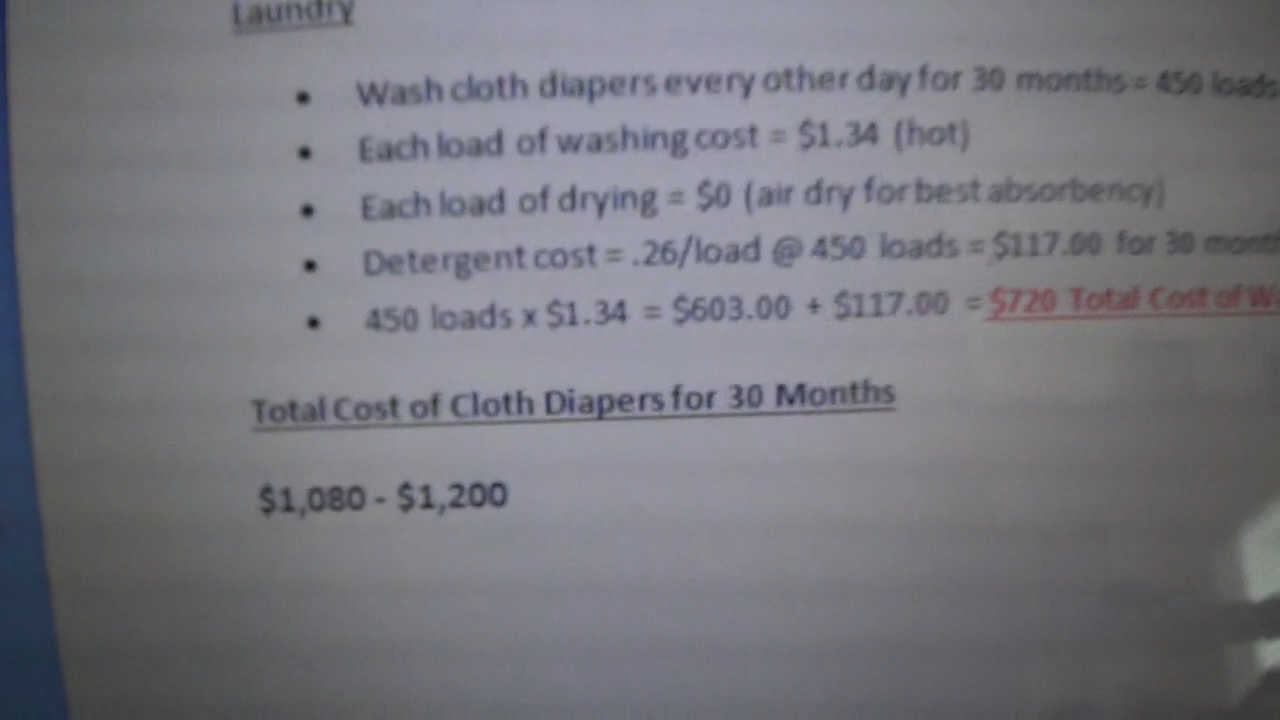 Laundry
• Wash cloth diapers every other day for 30 months = 450 loads
• Each load of washing cost = $1.34 (hot)
• Each load of drying = $0 (air dry for best absorbency)
• Detergent cost = .26/load @ 450 loads = $117.00 for 30
• 450 loads x $1.34 = $603.00 + $117.00 = $720 Total Cost of
Total Cost of Cloth Diapers for 30 Months
$1,080 - $1,200